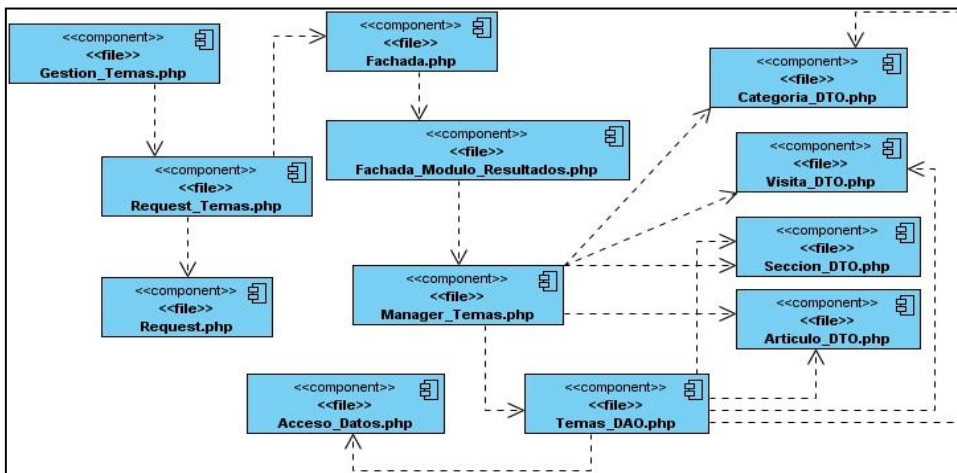 <<component>>
<<file>>
Gestion_Temas.php
<<component>>
<<file>>
Fachada.php
<<component>>
<<file>>
Categoria_DTO.php
<<component>>
<<file>>
Fachada_Modulo_Resultados.php
<<component>>
<<file>>
Visita_DTO.php
<<component>>
<<file>>
Request_Temas.php
<<component>>
<<file>>
Seccion_DTO.php
<<component>>
<<file>>
Manager_Temas.php
<<component>>
<<file>>
Request.php
<<component>>
<<file>>
Articulo_DTO.php
<<component>>
<<file>>
Acceso_Datos.php
<<component>>
<<file>>
Temas_DAO.php